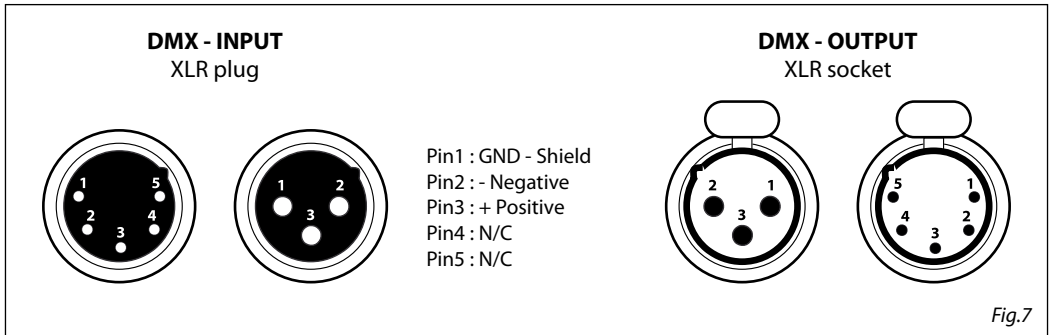 DMX - INPUT
XLR plug
1 5
2 4
3
1 2
3
Pin1 : GND - Shield
Pin2 : - Negative
Pin3 : + Positive
Pin4 : N/C
Pin5 : N/C
DMX - OUTPUT
XLR socket
2 1
3
5 1
4 2
3
Fig.7